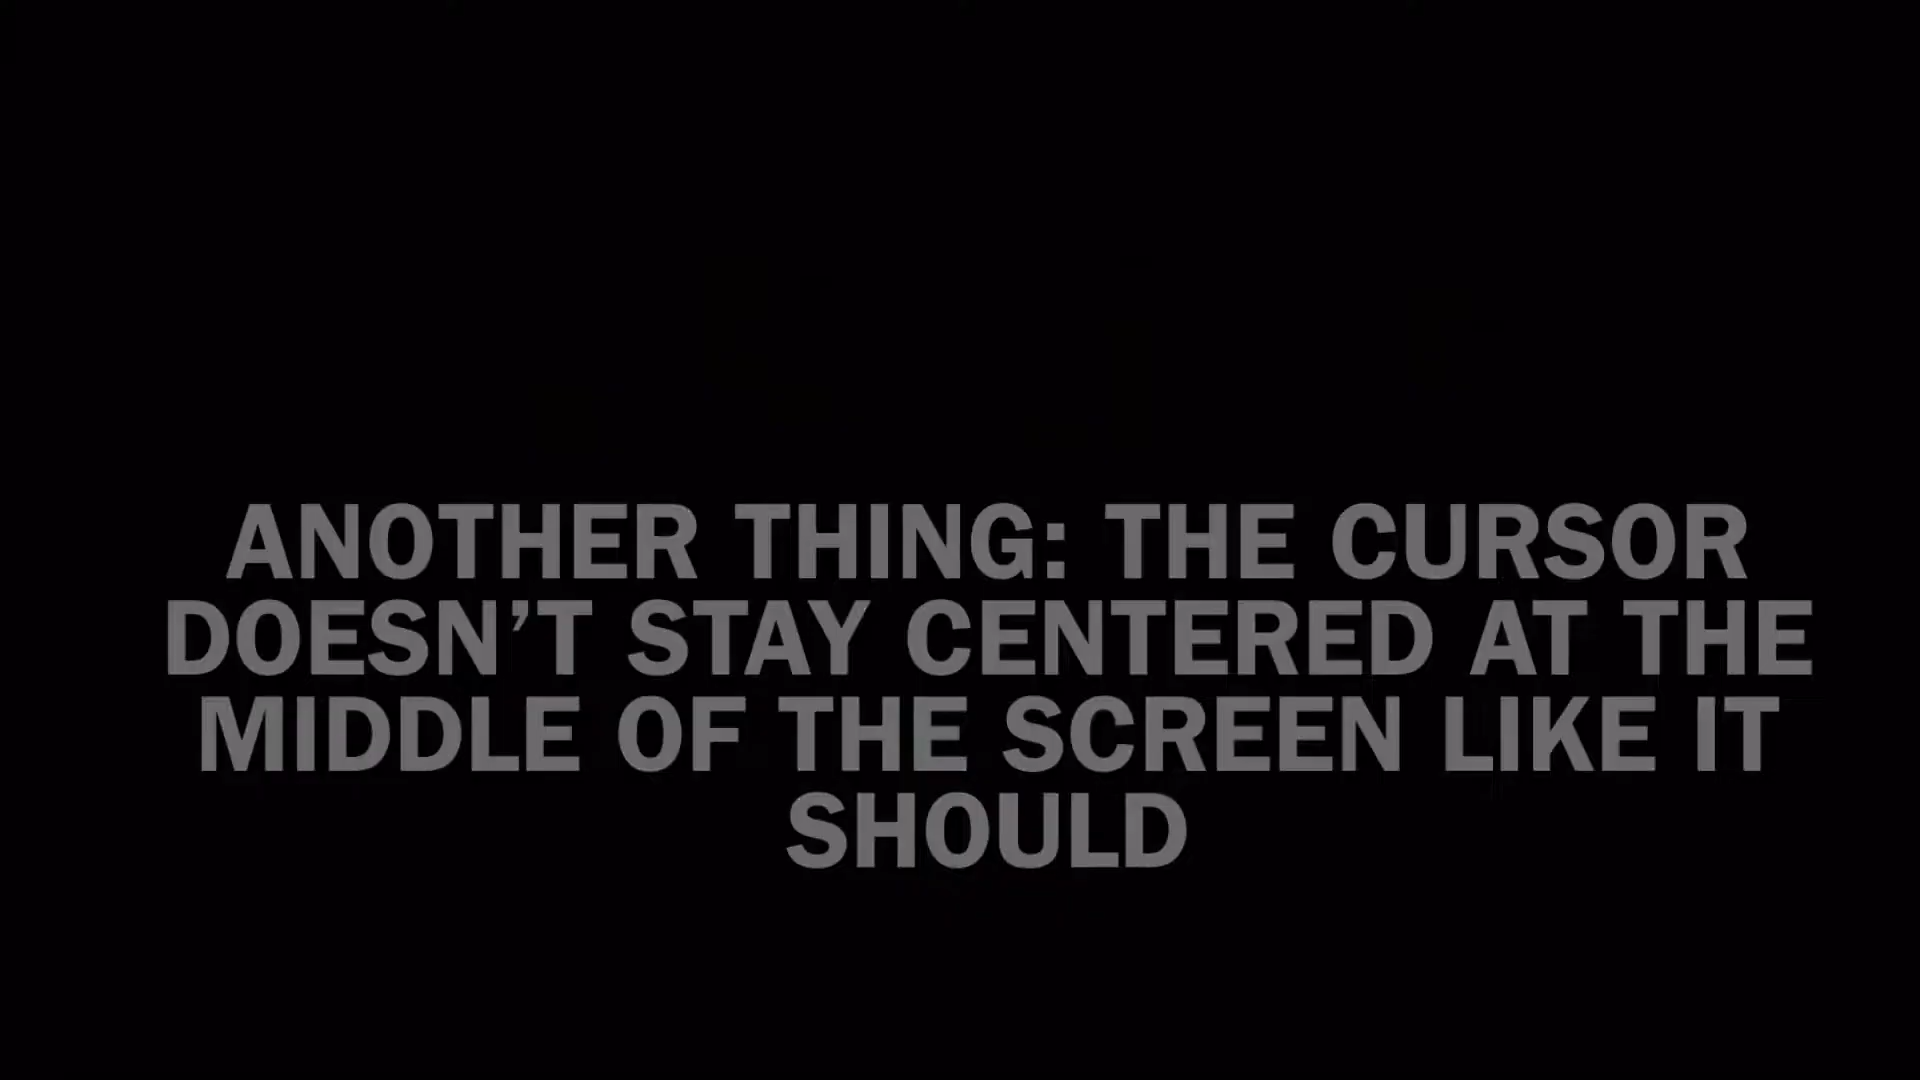 ANOTHER THING: THE CURSOR
DOESN’T STAY CENTERED AT THE
MIDDLE OF THE SCREEN LIKE IT
SHOULD